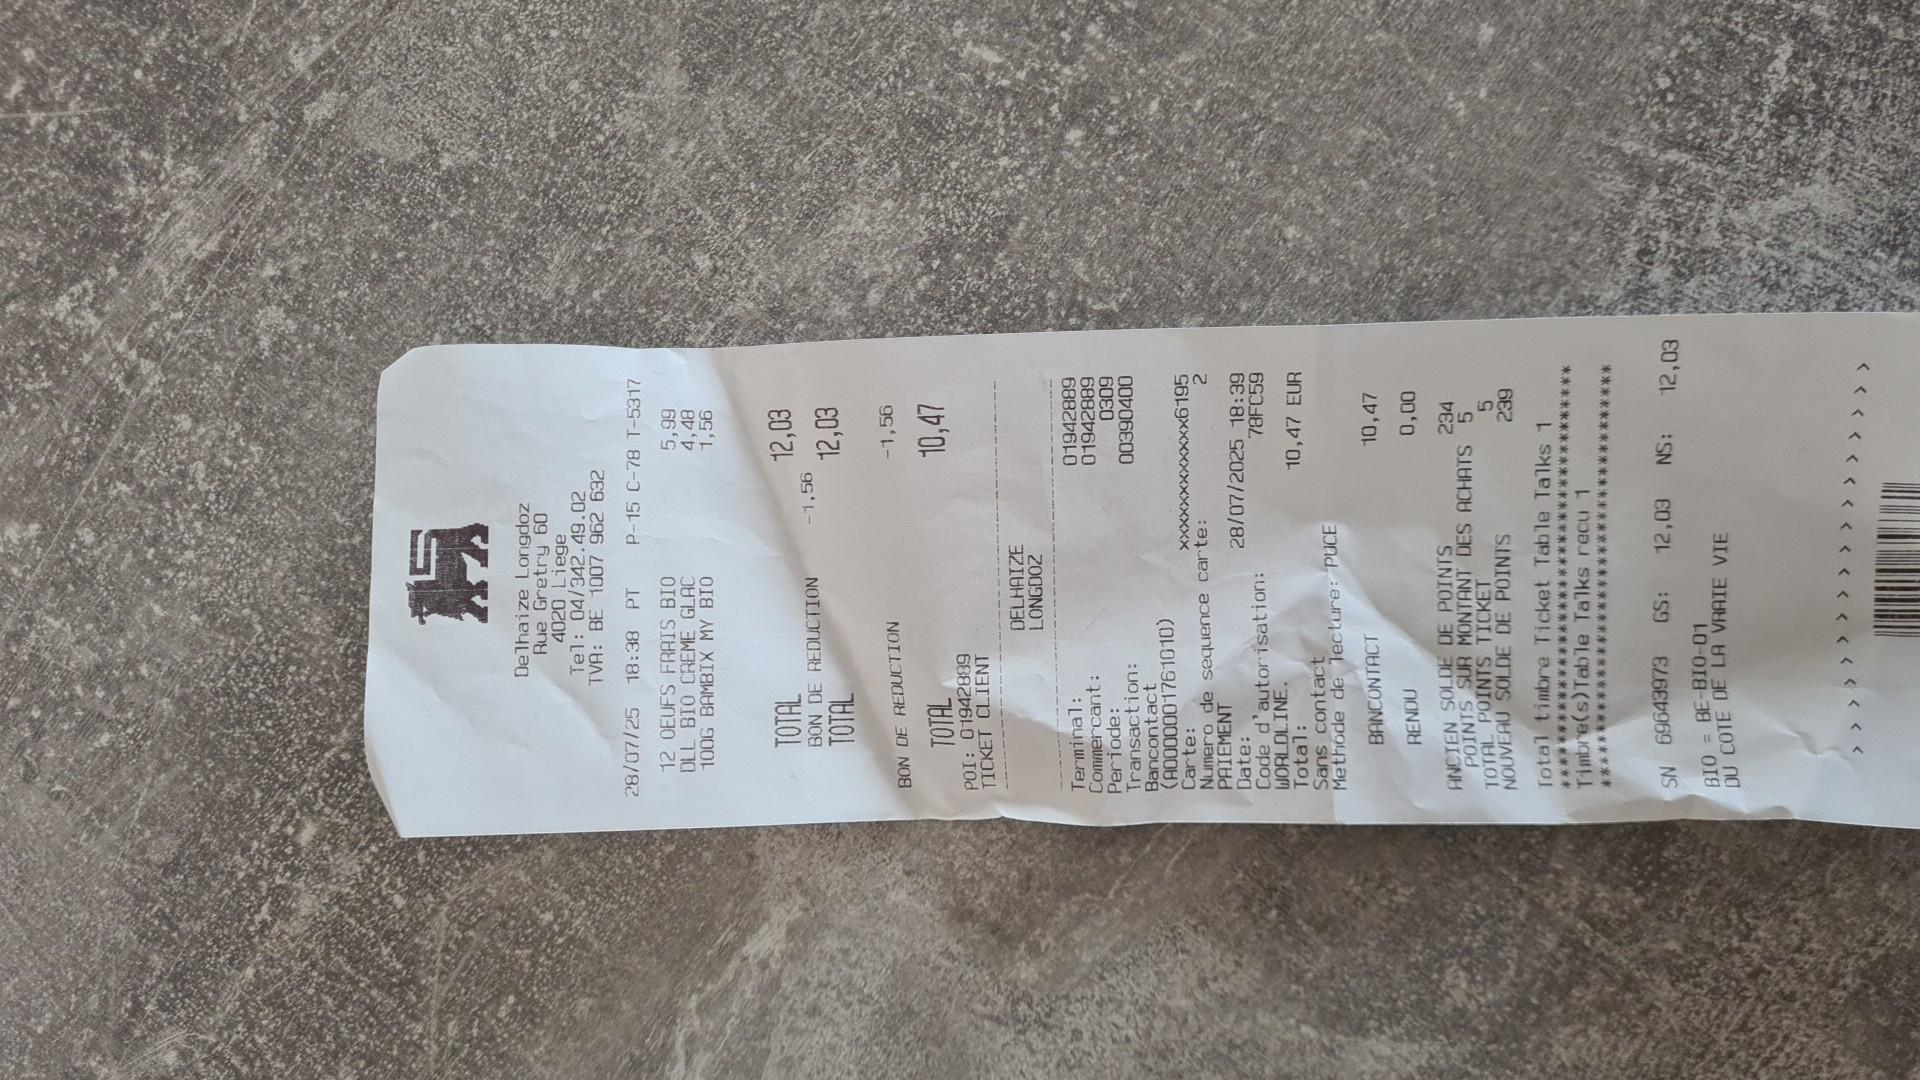 Delhaize Longdoz
Rue Gretry 60
4020 Liege
Tel: 04/342.49.02
TVA: BE 1007 962 632
28/07/25 18:38 PT P-15 C-78 T-5317
12 OEUFS FRAIS BIO 5,99
DLL BIO CREME GLAC 4,48
100G BAMBIX MY BIO 1,56
TOTAL 12,03
BON DE REDUCTION -1,56
TOTAL 12,03
BON DE REDUCTION -1,56
TOTAL 10,47
POI: 01942889
TICKET CLIENT
DELHAIZE
LONGDOZ
Terminal: 01942889
Commercant: 01942889
Periode: 0309
Transaction: 00390400
Bancontact
(A0000001761010)
Carte: xxxxxxxxxxxxx6195
Numero de sequence carte: 2
PAIEMENT
Date: 28/07/2025 18:39
Code d'autorisation: 78FC59
WORLDLINE.
Total: 10,47 EUR
Sans contact
Methode de lecture: PUCE
BANCONTACT 10,47
RENDU 0,00
ANCIEN SOLDE DE POINTS 234
POINTS SUR MONTANT DES ACHATS 5
TOTAL POINTS TICKET 5
NOUVEAU SOLDE DE POINTS 239
Total timbre Ticket Table Talks 1
****************************************
Timbre(s)Table Talks recu 1
****************************************
SN 69643973 GS: 12,03 NS: 12,03
BIO = BE-BIO-01
DU COTE DE LA VRAIE VIE
> > > > > > > > > > > > > > > > > >